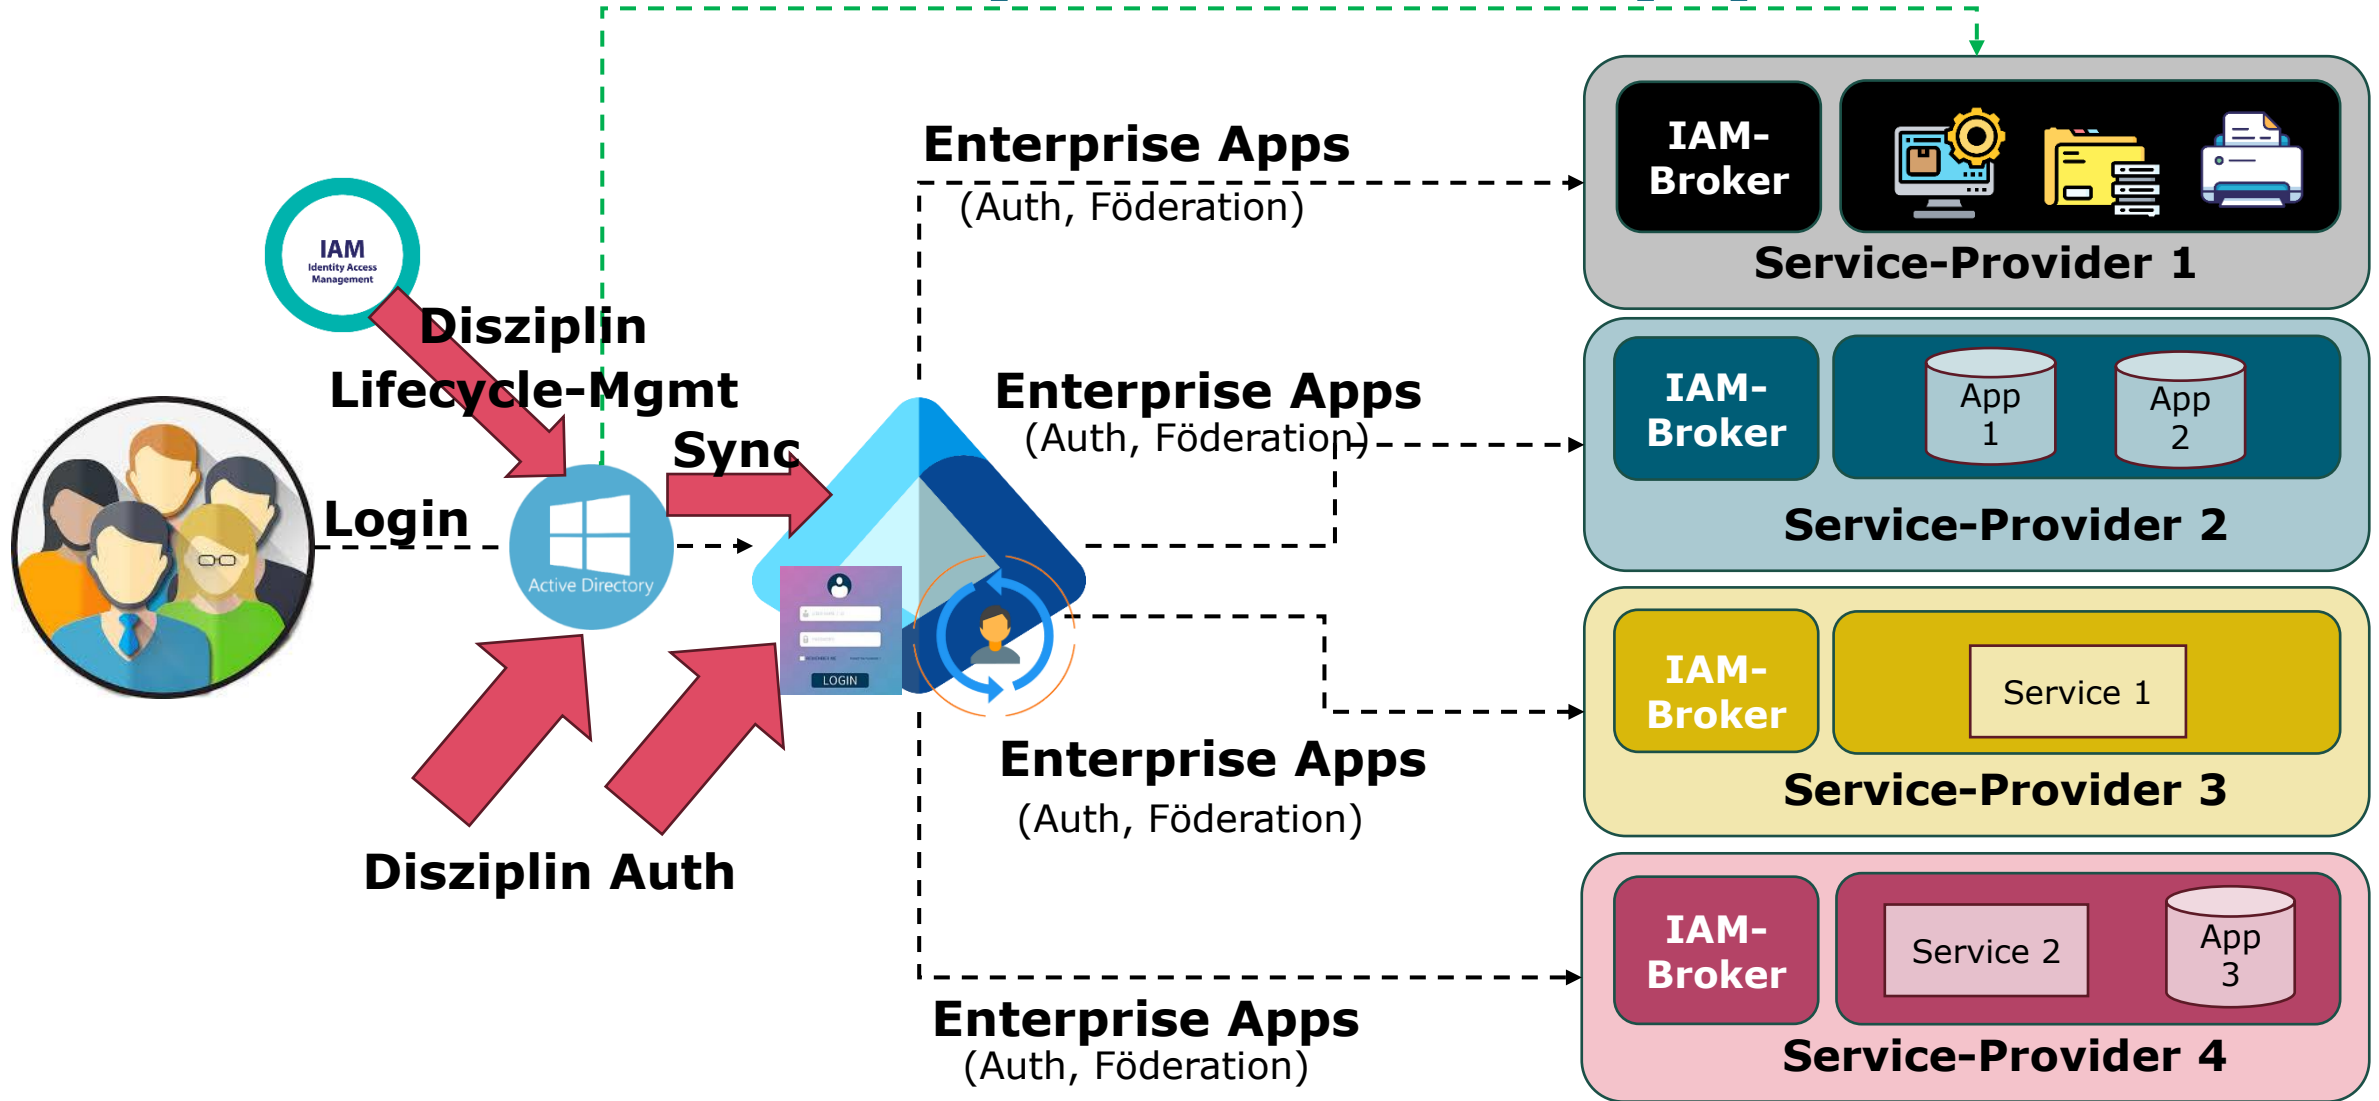 Enterprise Apps
(Auth, Föderation)
IAM-
Broker
Service-Provider 1
IAM
Identity Access
Management
Disziplin
Lifecycle-Mgmt
Sync
Login
Active Directory
LOGIN
Disziplin Auth
Enterprise Apps
(Auth, Föderation)
IAM-
Broker
App
1
App
2
Service-Provider 2
Enterprise Apps
(Auth, Föderation)
IAM-
Broker
Service 1
Service-Provider 3
Enterprise Apps
(Auth, Föderation)
IAM-
Broker
Service 2
App
3
Service-Provider 4